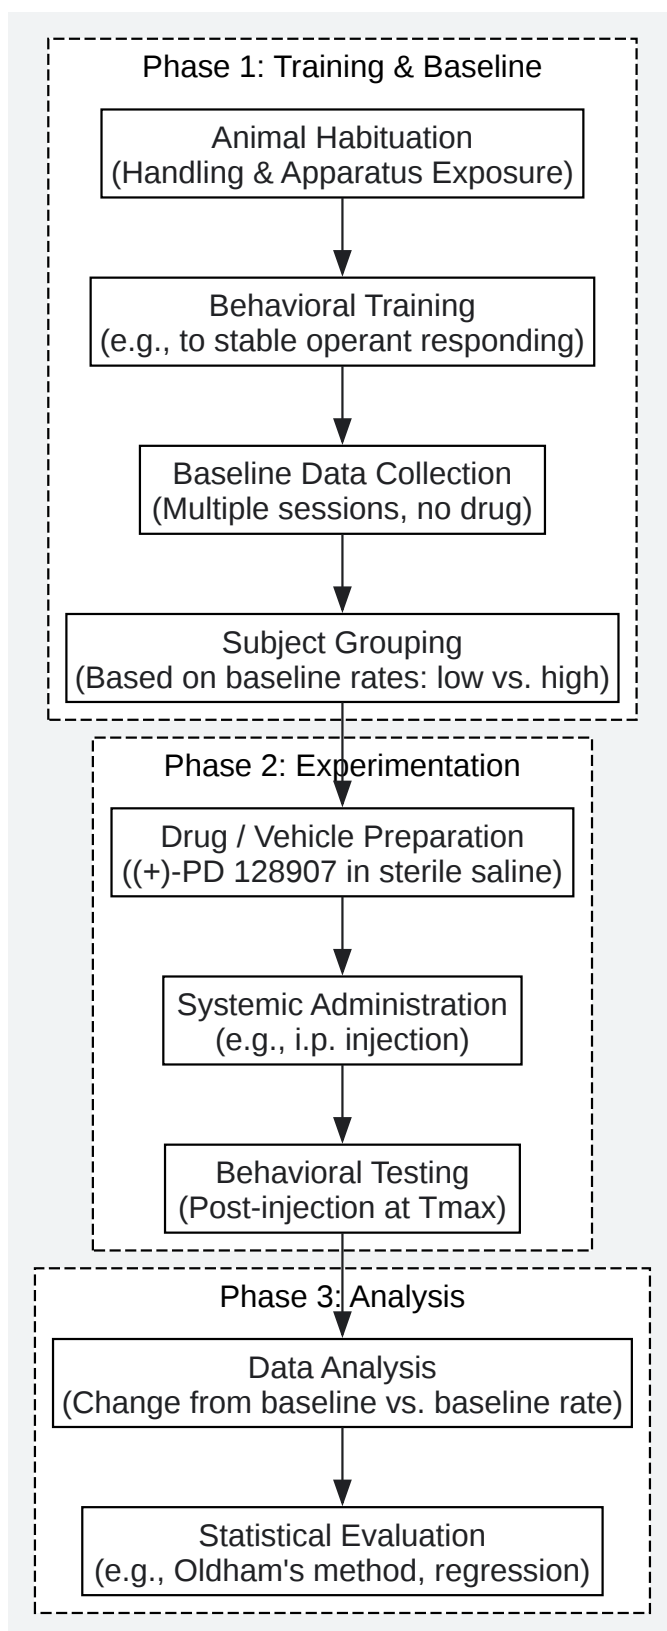 Phase 1: Training & Baseline
Animal Habituation
(Handling & Apparatus Exposure)
Behavioral Training
(e.g., to stable operant responding)
Baseline Data Collection
(Multiple sessions, no drug)
Subject Grouping
(Based on baseline rates: low vs. high)
Phase 2: Experimentation
Drug / Vehicle Preparation
((+)-PD 128907 in sterile saline)
Systemic Administration
(e.g., i.p. injection)
Behavioral Testing
(Post-injection at Tmax)
Phase 3: Analysis
Data Analysis
(Change from baseline vs. baseline rate)
Statistical Evaluation
(e.g., Oldham's method, regression)